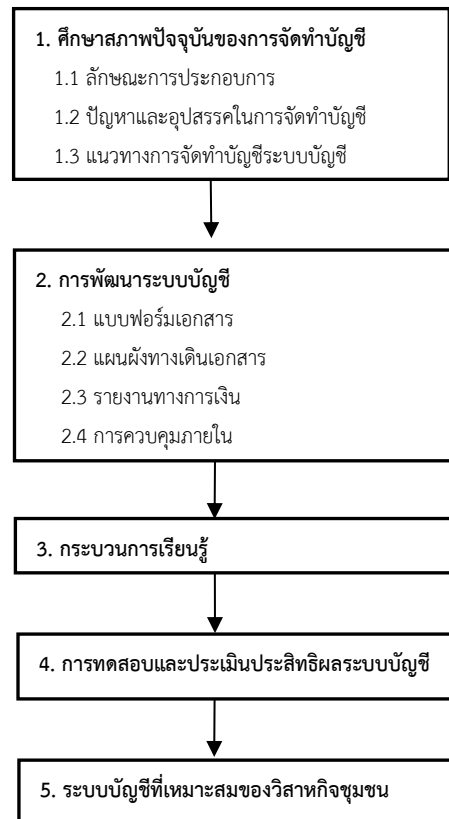 1. ศึกษาสภาพปัจจุบันของการจัดทำบัญชี
1.1 ลักษณะการประกอบการ
1.2 ปัญหาและอุปสรรคในการจัดทำบัญชี
1.3 แนวทางการจัดทำบัญชีระบบบัญชี
2. การพัฒนาระบบบัญชี
2.1 แบบฟอร์มเอกสาร
2.2 แผนผังทางเดินเอกสาร
2.3 รายงานทางการเงิน
2.4 การควบคุมภายใน
3. กระบวนการเรียนรู้
4. การทดสอบและประเมินประสิทธิผลระบบบัญชี
5. ระบบบัญชีที่เหมาะสมของวิสาหกิจชุมชน